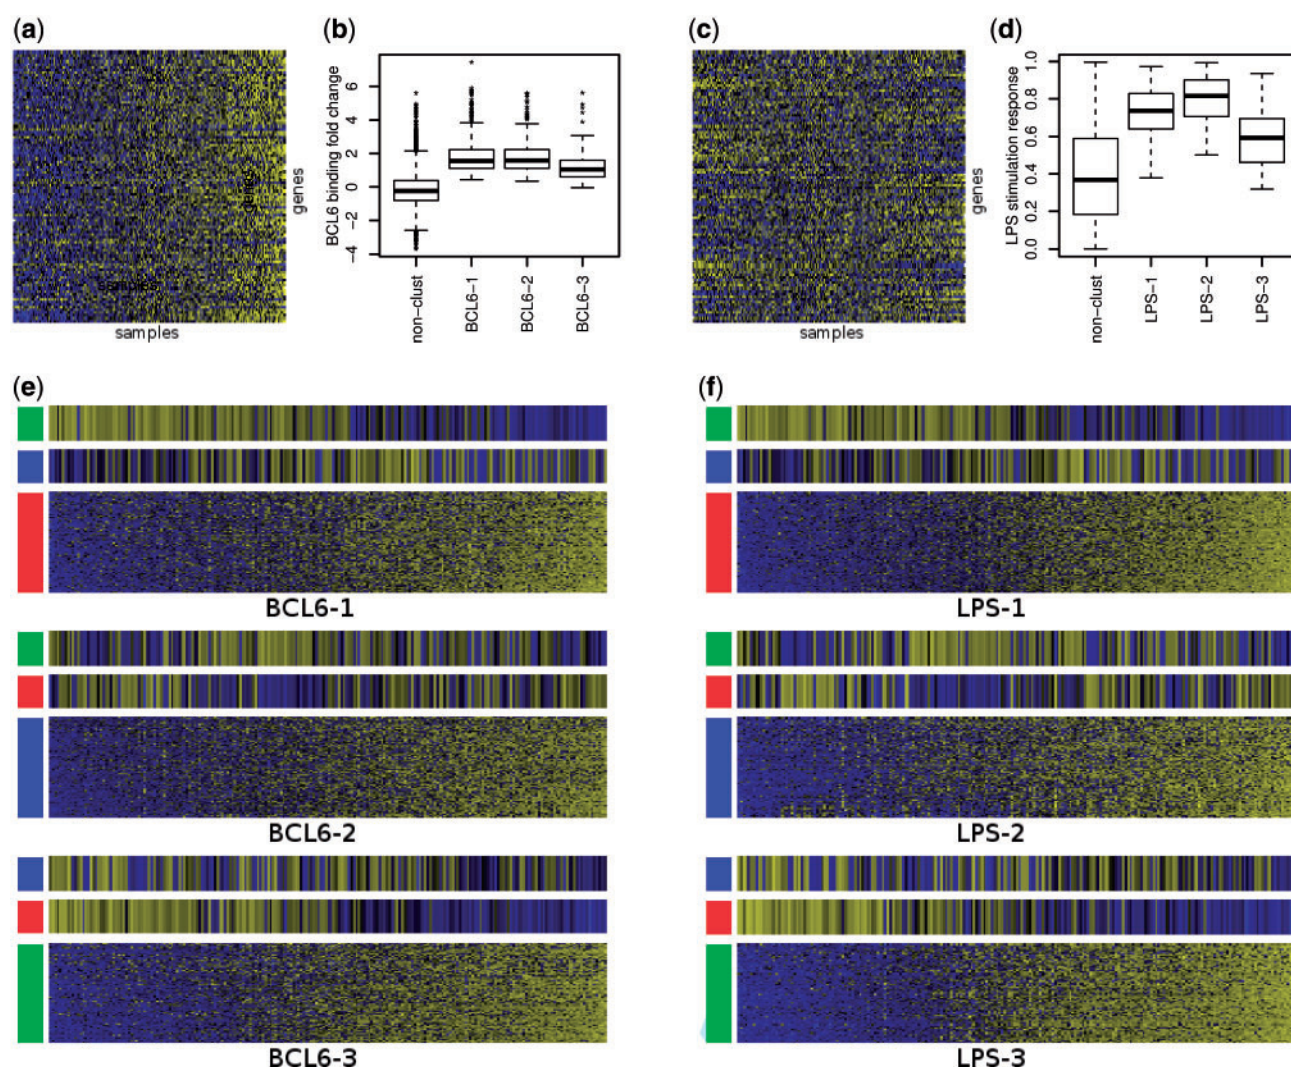 (a)
genes
samples
samples
(b)
BCL6 binding fold change
6
4
2
0
−2
−4
non−clust
BCL6−1
BCL6−2
BCL6−3
(c)
genes
samples
(d)
LPS stimulation response
1.0
0.8
0.6
0.4
0.2
0.0
non−clust
LPS−1
LPS−2
LPS−3
(e)
BCL6-1
BCL6-2
BCL6-3
(f)
LPS-1
LPS-2
LPS-3